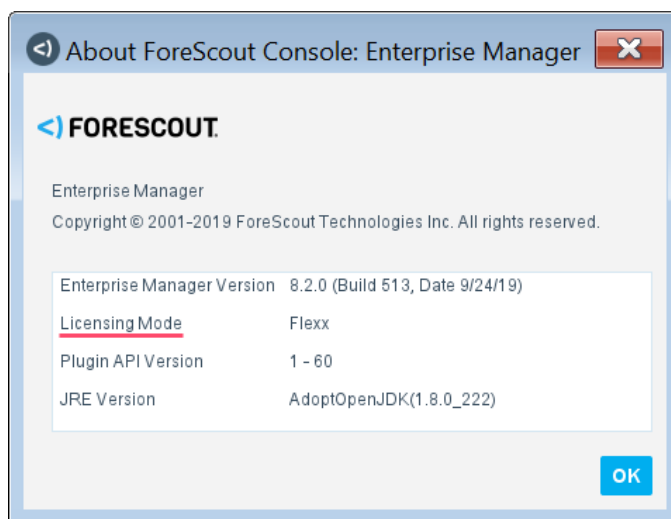 About ForeScout Console: Enterprise Manager
<) FORESCOUT.
Enterprise Manager
Copyright © 2001-2019 ForeScout Technologies Inc. All rights reserved.
Enterprise Manager Version 8.2.0 (Build 513, Date 9/24/19)
Licensing Mode Flexx
Plugin API Version 1 - 60
JRE Version AdoptOpenJDK(1.8.0_222)
OK